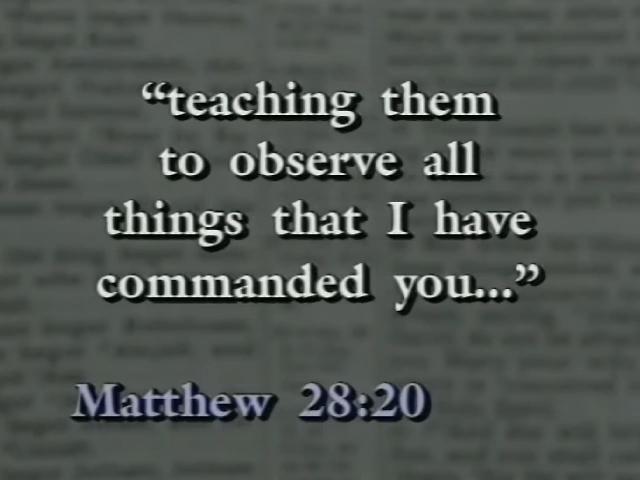 “teaching them
to observe all
things that I have
commanded you...”
Matthew 28:20